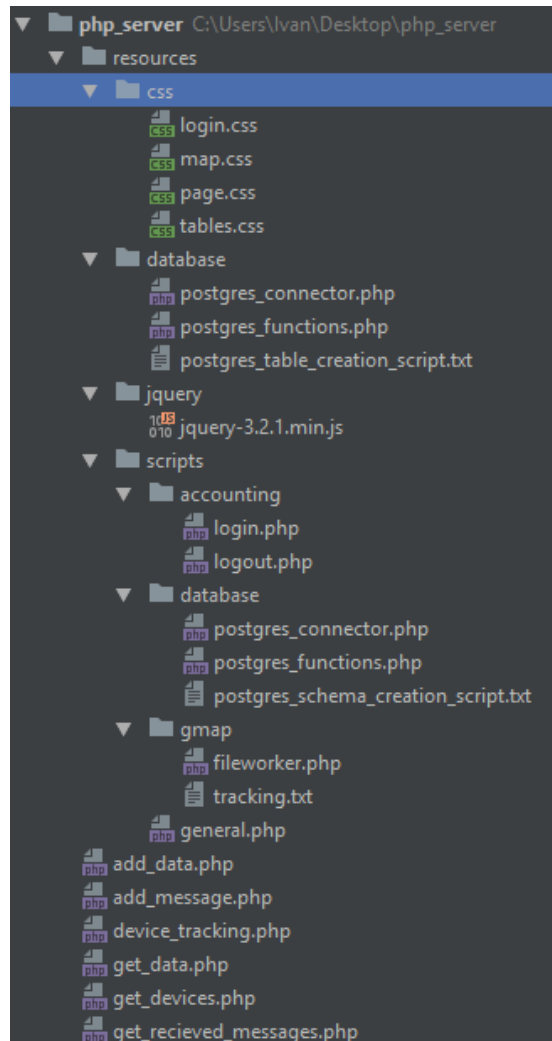 php_server C:\Users\Ivan\Desktop\php_server
resources
css
login.css
map.css
page.css
tables.css
database
postgres_connector.php
postgres_functions.php
postgres_table_creation_script.txt
jquery
jquery-3.2.1.min.js
scripts
accounting
login.php
logout.php
database
postgres_connector.php
postgres_functions.php
postgres_schema_creation_script.txt
gmap
fileworker.php
tracking.txt
general.php
add_data.php
add_message.php
device_tracking.php
get_data.php
get_devices.php
get_recieved_messages.php